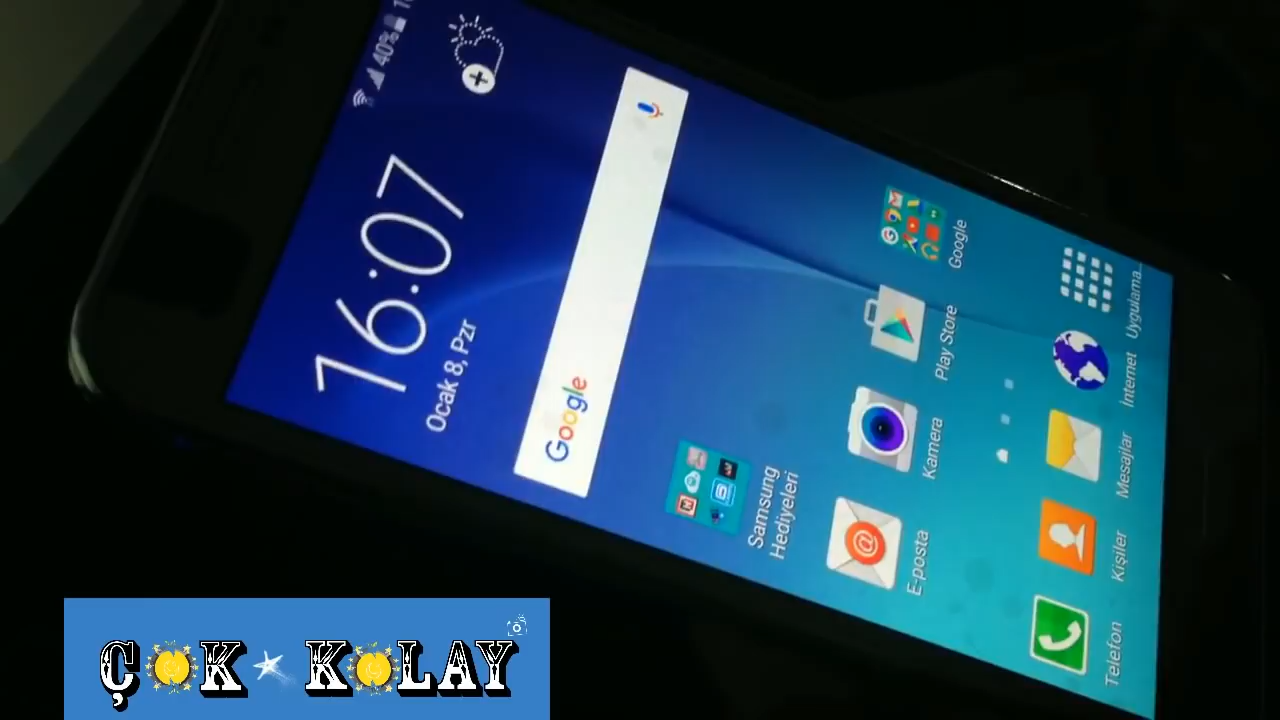 40%
16:07
Ocak 8, Pzr
Google
Samsung
Hediyeleri
E-posta
Kamera
Play Store
Google
Telefon
Kişiler
Mesajlar
İnternet
Uygulama...
ÇOK KOLAY